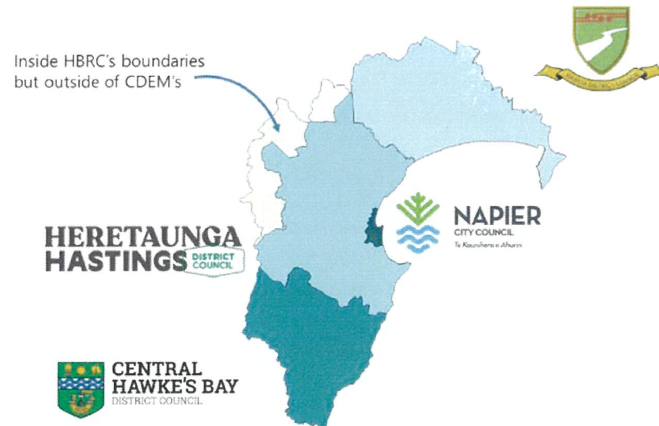 Inside HBRC's boundaries
but outside of CDEM's
HERETAUNGA
HASTINGS DISTRICT
COUNCIL
NAPIER
CITY COUNCIL
Te Kaunihera o Ahuriri
CENTRAL
HAWKE'S BAY
DISTRICT COUNCIL